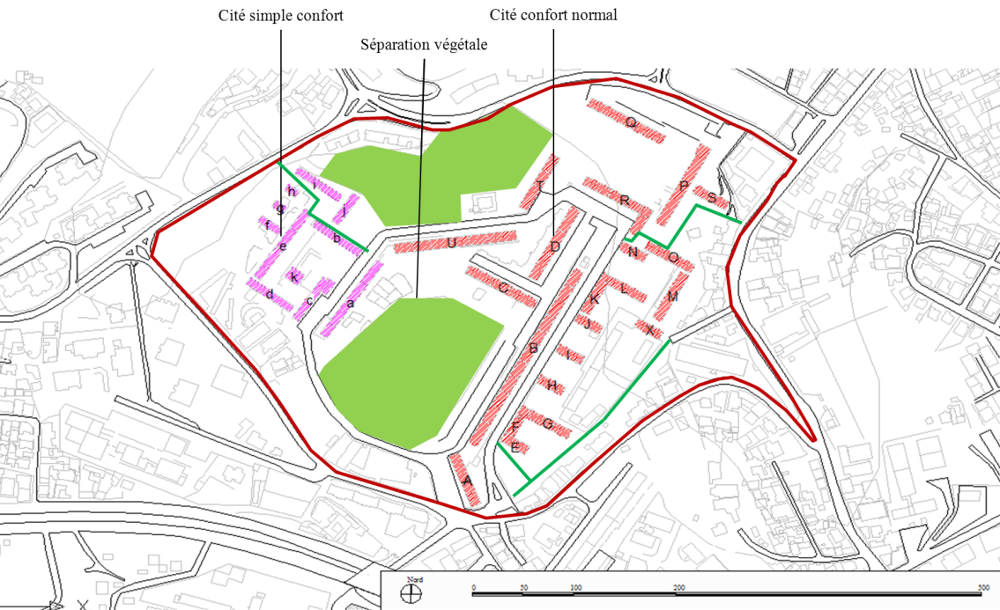 Cité simple confort
Cité confort normal
Séparation végétale
Q
i
h
T
P
S
g
j
R
f
b
e
U
D
N
O
k
C
d
c
a
L
K
M
J
X
B
I
H
F
G
E
A
Nord
0 50 100 200 500